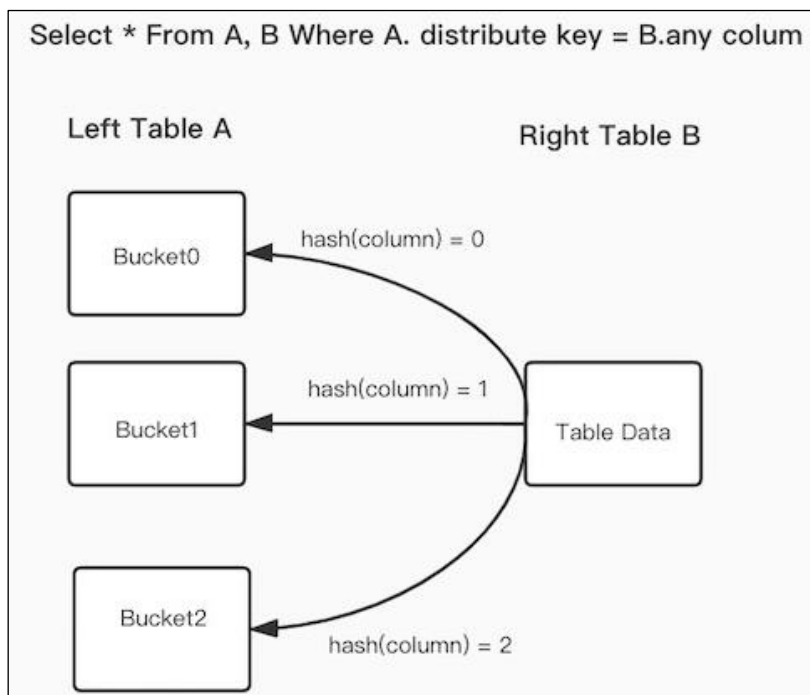 Select * From A, B Where A. distribute key = B.any colum
Left Table A
Right Table B
Bucket0
hash(column) = 0
hash(column) = 1
Bucket1
Table Data
Bucket2
hash(column) = 2